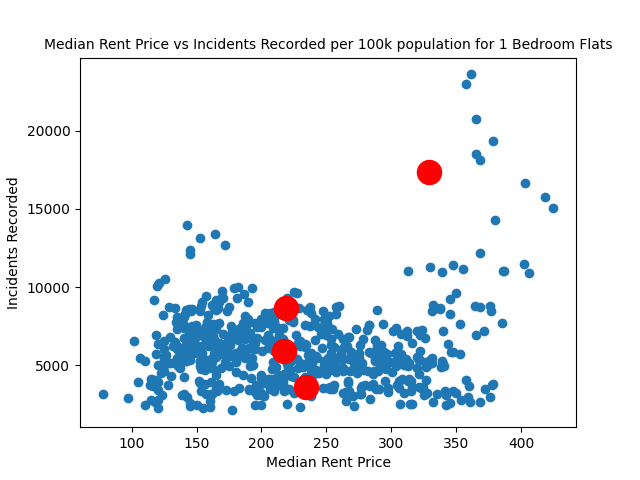 Median Rent Price vs Incidents Recorded per 100k population for 1 Bedroom Flats
Incidents Recorded
20000
15000
10000
5000
100 150 200 250 300 350 400
Median Rent Price